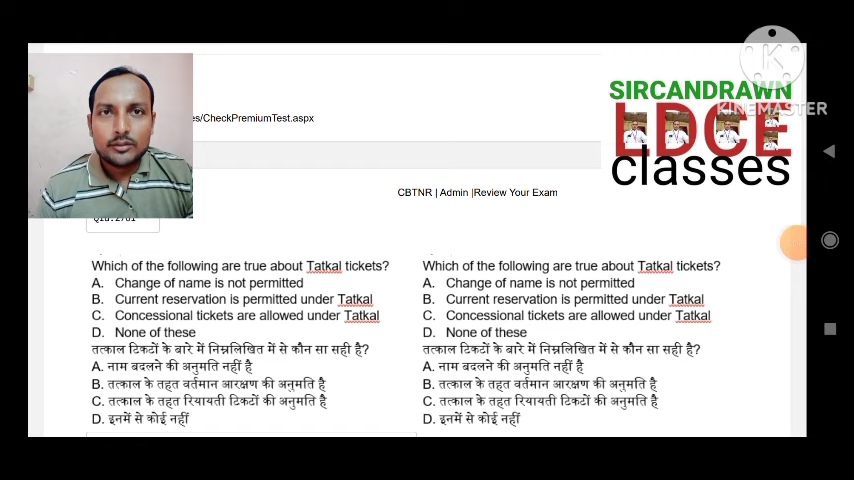 SIRCANDRAWN
KINEMASTER
LDCE
classes
es/CheckPremiumTest.aspx
CBTNR | Admin |Review Your Exam
Which of the following are true about Tatkal tickets?
A. Change of name is not permitted
B. Current reservation is permitted under Tatkal
C. Concessional tickets are allowed under Tatkal
D. None of these
तत्काल टिकटों के बारे में निम्नलिखित में से कौन सा सही है?
A. नाम बदलने की अनुमति नहीं है
B. तत्काल के तहत वर्तमान आरक्षण की अनुमति है
C. तत्काल के तहत रियायती टिकटों की अनुमति है
D. इनमें से कोई नहीं
Which of the following are true about Tatkal tickets?
A. Change of name is not permitted
B. Current reservation is permitted under Tatkal
C. Concessional tickets are allowed under Tatkal
D. None of these
तत्काल टिकटों के बारे में निम्नलिखित में से कौन सा सही है?
A. नाम बदलने की अनुमति नहीं है
B. तत्काल के तहत वर्तमान आरक्षण की अनुमति है
C. तत्काल के तहत रियायती टिकटों की अनुमति है
D. इनमें से कोई नहीं